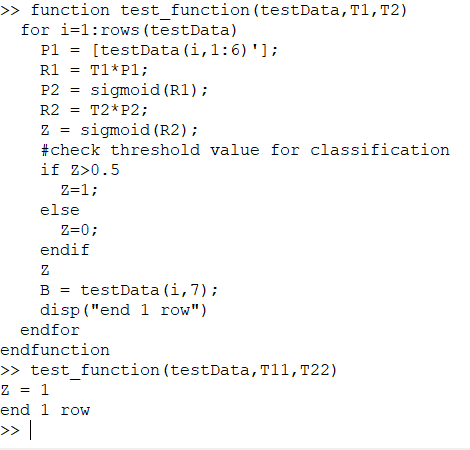 >> function test_function(testData,T1,T2)
for i=1:rows(testData)
P1 = [testData(i,1:6)'];
R1 = T1*P1;
P2 = sigmoid(R1);
R2 = T2*P2;
Z = sigmoid(R2);
#check threshold value for classification
if Z>0.5
Z=1;
else
Z=0;
endif
Z
B = testData(i,7);
disp("end 1 row")
endfor
endfunction
>> test_function(testData,T11,T22)
Z = 1
end 1 row
>>